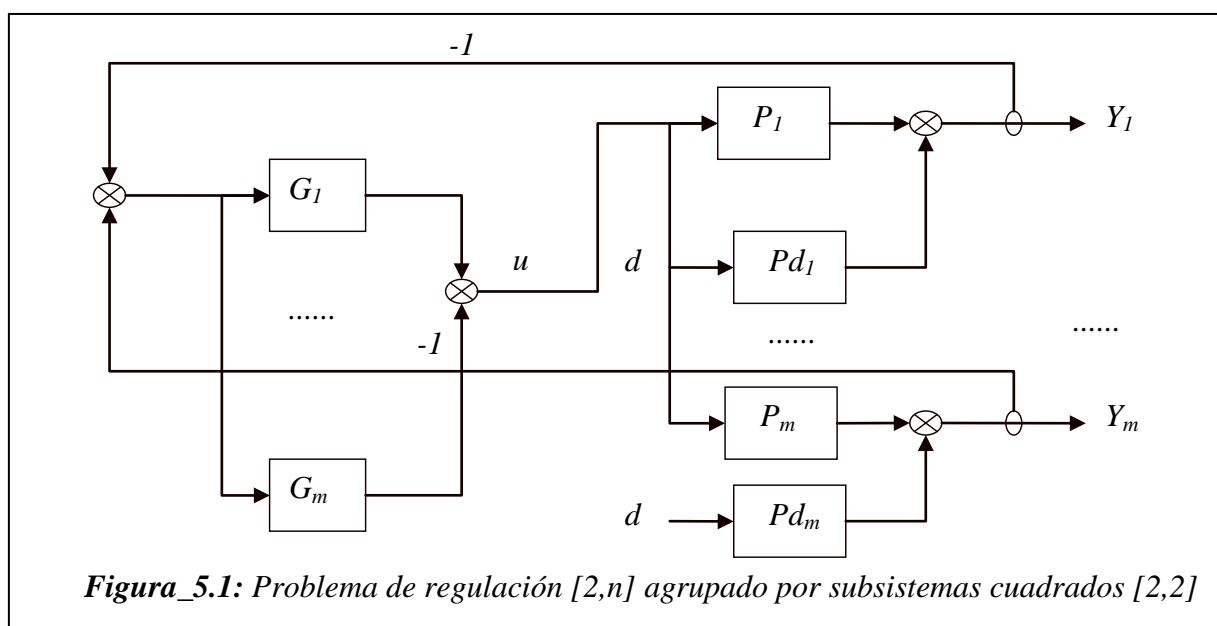 -1
P1
Y1
G1
u
d
Pd1
......
......
......
-1
Pm
Ym
Gm
d
Pdm
Figura_5.1: Problema de regulación [2,n] agrupado por subsistemas cuadrados [2,2]